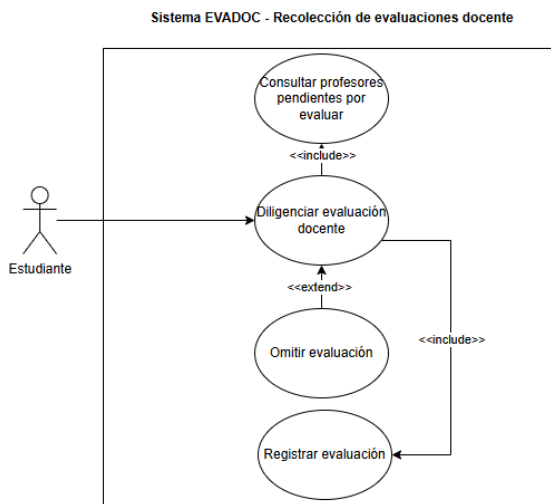 Sistema EVADOC - Recolección de evaluaciones docente
Consultar profesores
pendientes por
evaluar
<<include>>
Diligenciar evaluación
docente
Estudiante
<<extend>>
<<include>>
Omitir evaluación
Registrar evaluación